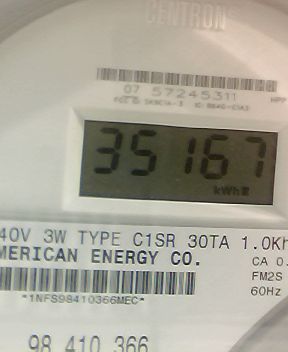 CENTRON
07 57245311
35167
kWh
40V 3W TYPE C1SR 30TA 1.0Kh
MERICAN ENERGY CO.
CA 0.
FM2S
60Hz
*1NFS98410366MEC*
98 410 366